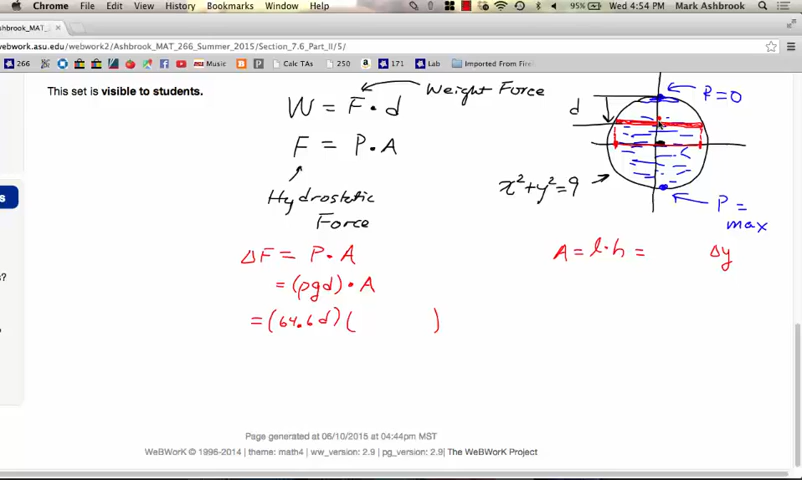 Chrome File Edit View History Bookmarks Window Help 95% Wed 4:54 PM Mark Ashbrook
shbrook_MAT_
webwork2/Ashbrook_MAT_266_Summer_2015/Section_7.6_Part_II/5/
266 Music Calc TAs 250 171 Lab Imported From Fire
This set is visible to students.
W = F • d
Weight Force
F = P • A
Hydrostatic
Force
d
P = 0
x² + y² = 9
P =
max
ΔF = P • A
= (ρgd) • A
= (64.6d)( )
A = l • h = Δy
s
s?
Page generated at 06/10/2015 at 04:44pm MST
WeBWorK © 1996-2014 | theme: math4 | ww_version: 2.9 | pg_version: 2.9| The WeBWorK Project